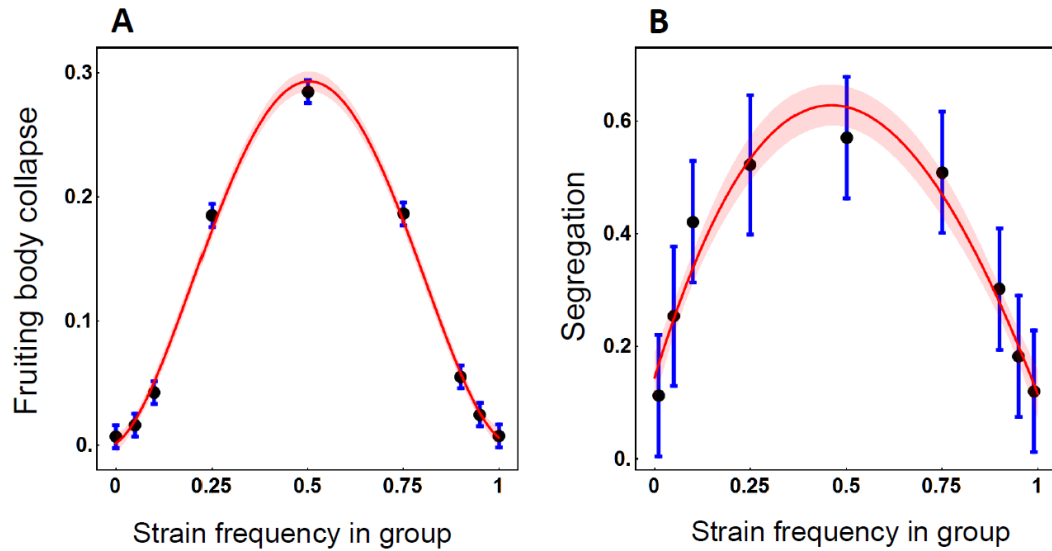 A
Fruiting body collapse
0.3
0.2
0.1
0.
0 0.25 0.5 0.75 1
Strain frequency in group
B
Segregation
0.6
0.4
0.2
0.
0 0.25 0.5 0.75 1
Strain frequency in group